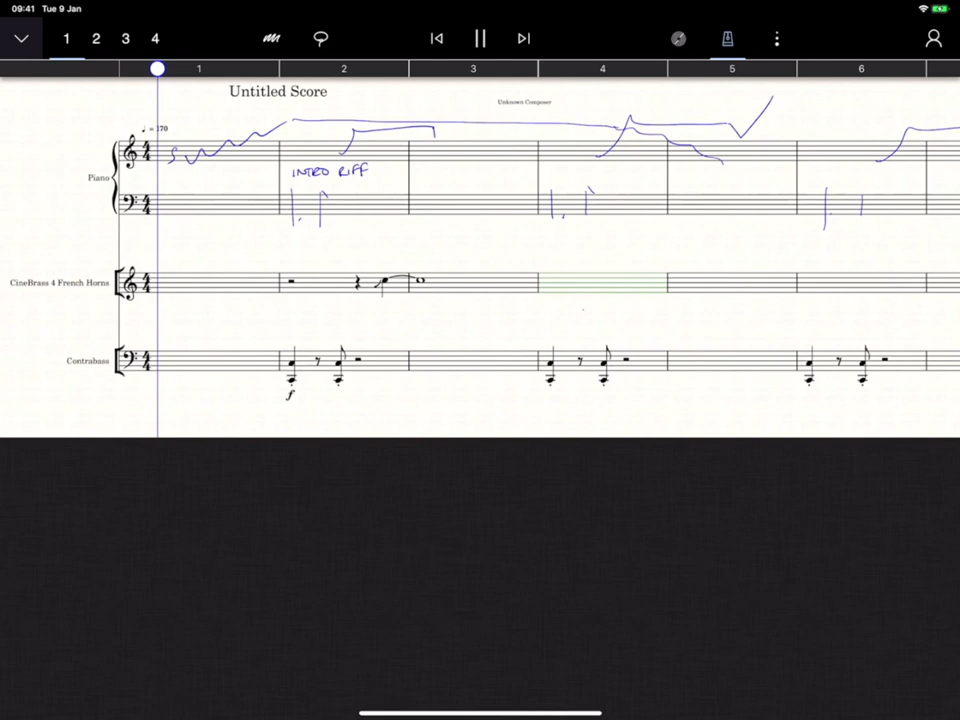 09:41 Tue 9 Jan
1 2 3 4
1 2 3 4 5 6
Untitled Score
Unknown Composer
♩ = 170
Piano
INTRO RIFF
CineBrass 4 French Horns
Contrabass
f